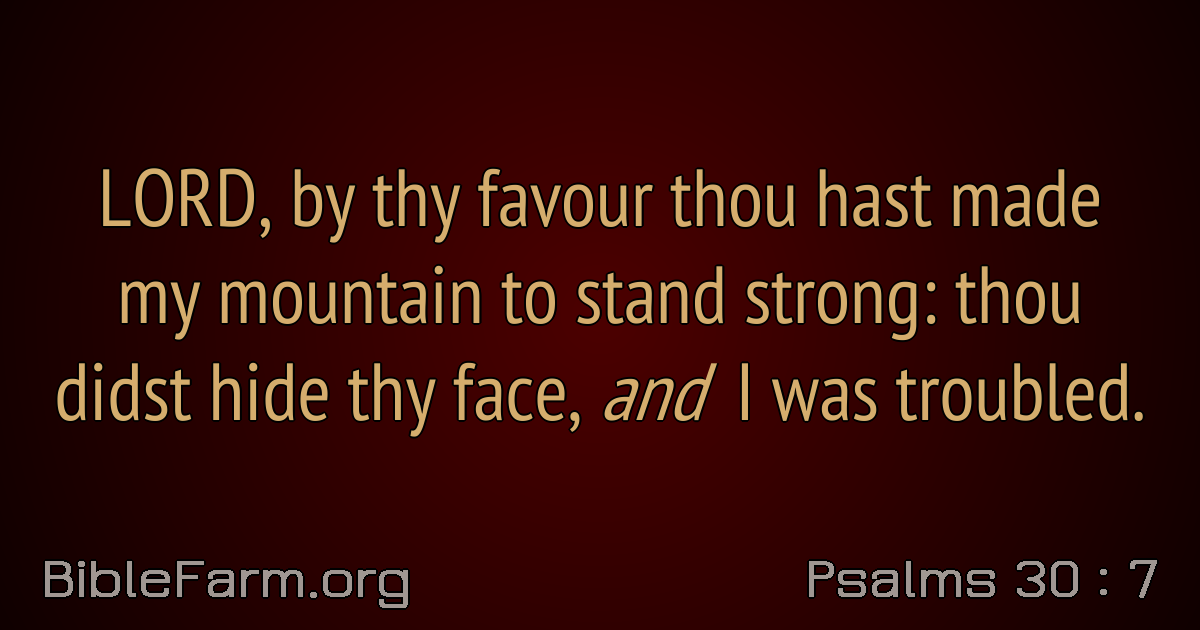 LORD, by thy favour thou hast made
my mountain to stand strong: thou
didst hide thy face, and I was troubled.
BibleFarm.org
Psalms 30 : 7